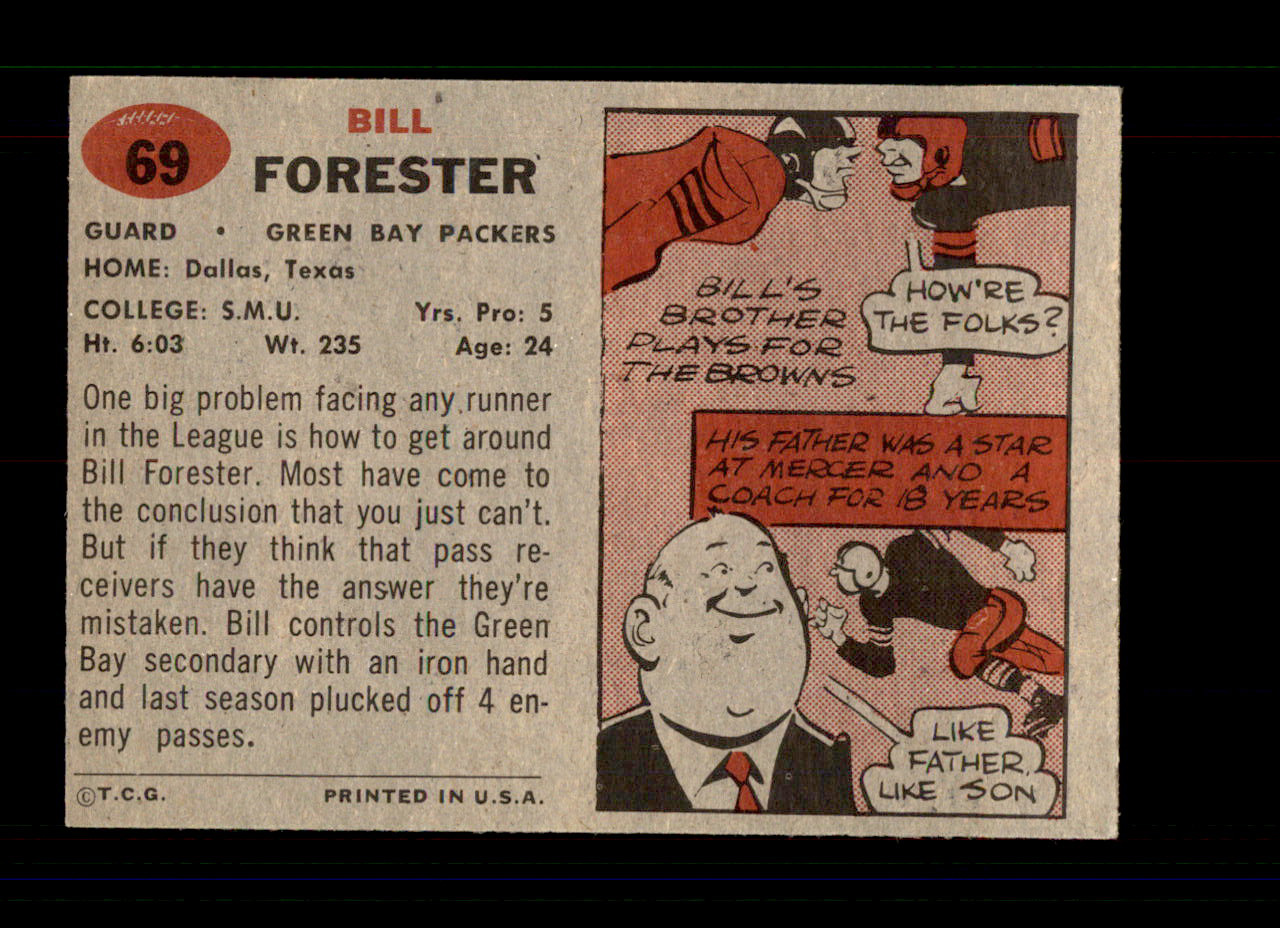 69
BILL
FORESTER
GUARD • GREEN BAY PACKERS
HOME: Dallas, Texas
COLLEGE: S.M.U. Yrs. Pro: 5
Ht. 6:03 Wt. 235 Age: 24
One big problem facing any runner
in the League is how to get around
Bill Forester. Most have come to
the conclusion that you just can't.
But if they think that pass re-
ceivers have the answer they're
mistaken. Bill controls the Green
Bay secondary with an iron hand
and last season plucked off 4 en-
emy passes.
©T.C.G. PRINTED IN U.S.A.
BILL'S
BROTHER
PLAYS FOR
THE BROWNS
HOW'RE
THE FOLKS?
HIS FATHER WAS A STAR
AT MERCER AND A
COACH FOR 18 YEARS
LIKE
FATHER,
LIKE SON